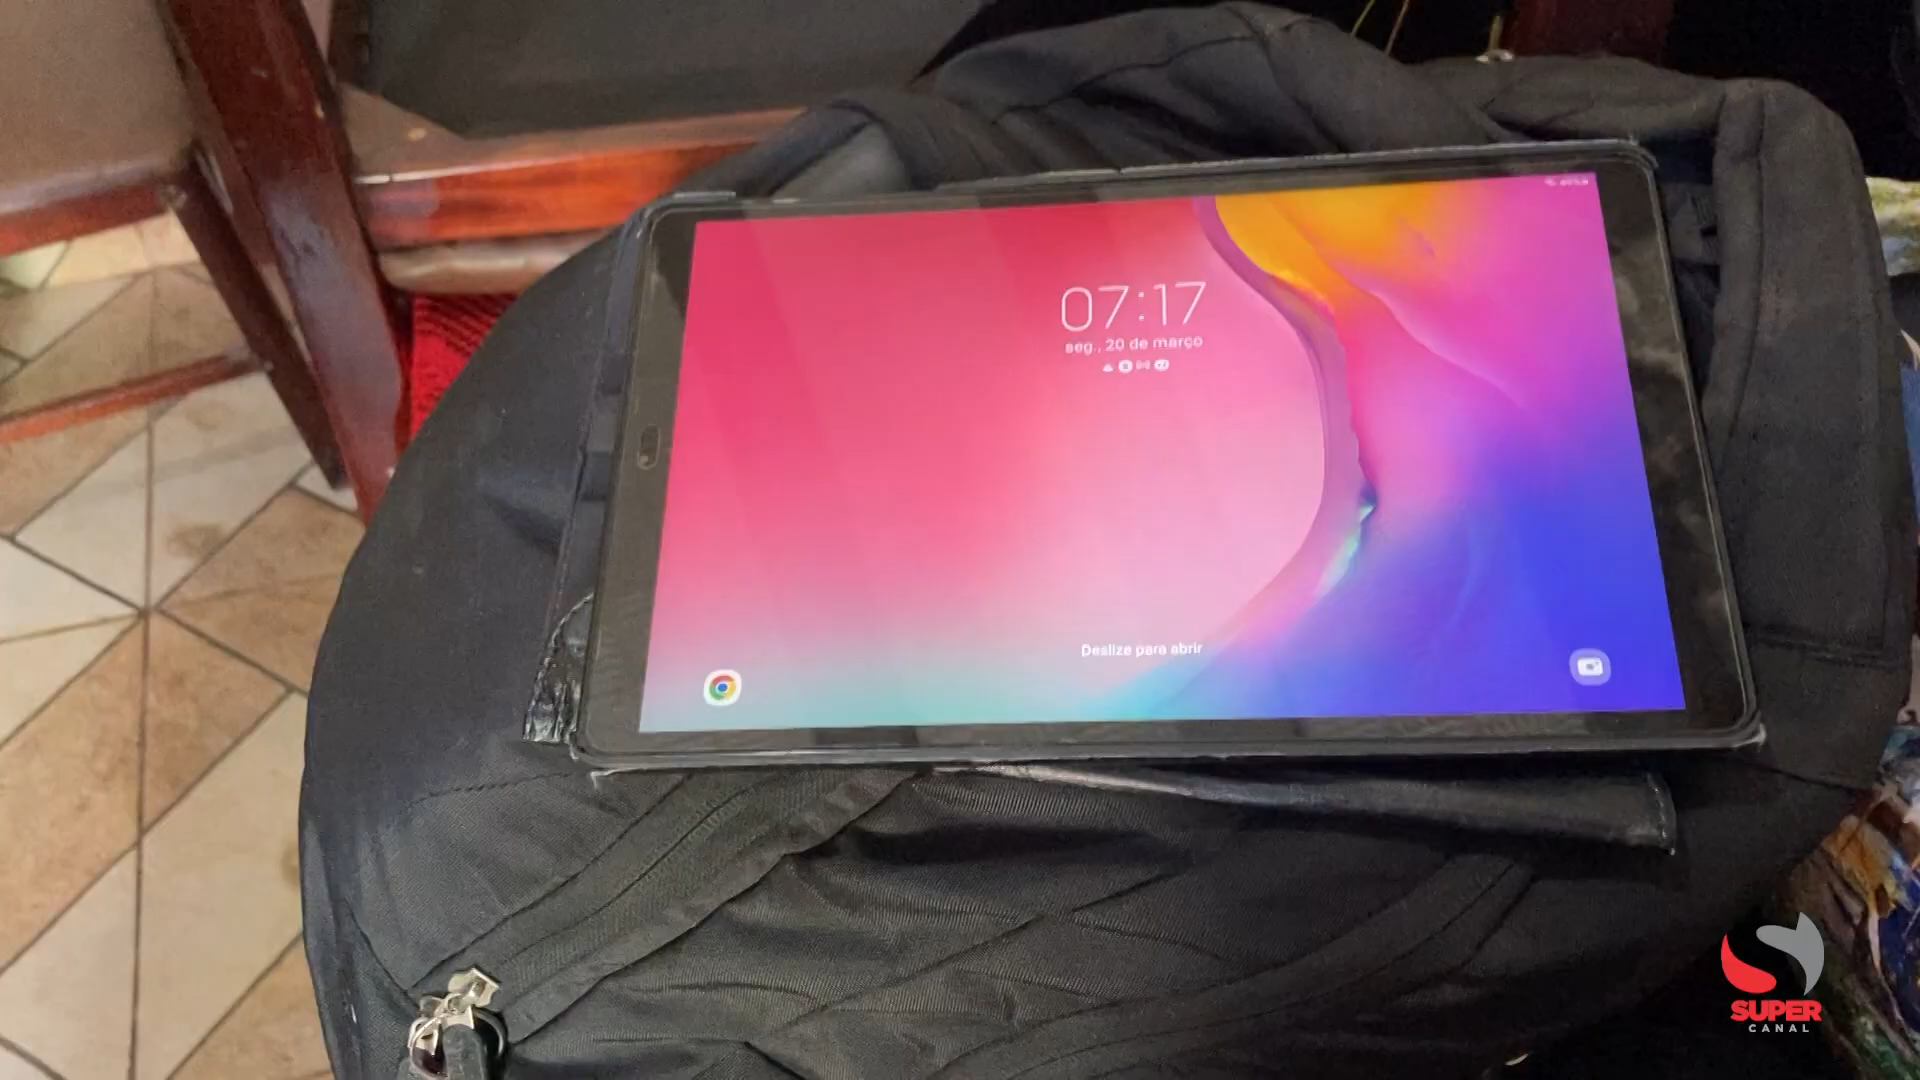 07:17
seg., 20 de março
Deslize para abrir
SUPER
CANAL